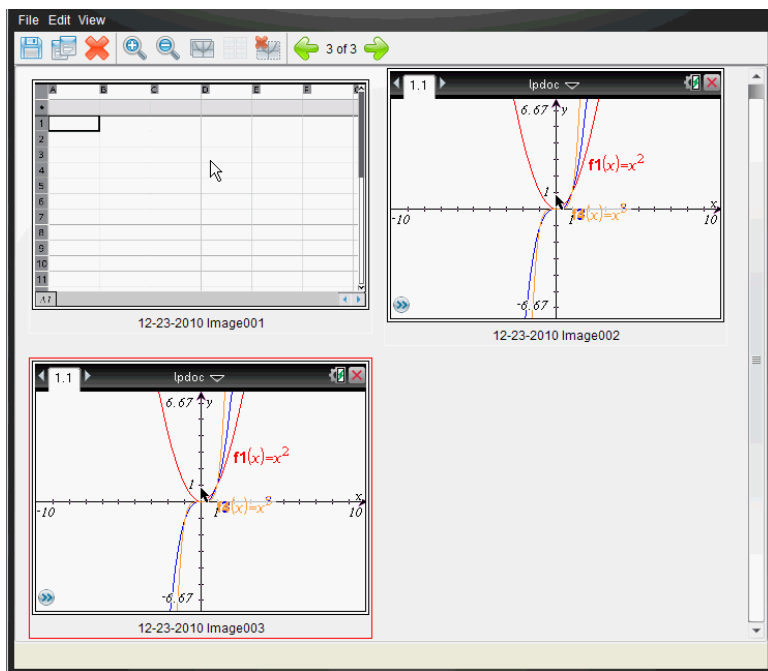 File Edit View
3 of 3
A B C D E F G
1
2
3
4
5
6
7
8
9
10
11
A1
12-23-2010 Image001
1.1 lpdoc
6.67 y
f1(x)=x²
1
x
-10 1 10
-6.67
12-23-2010 Image002
1.1 lpdoc
6.67 y
f1(x)=x²
1
x
-10 1 10
-6.67
12-23-2010 Image003